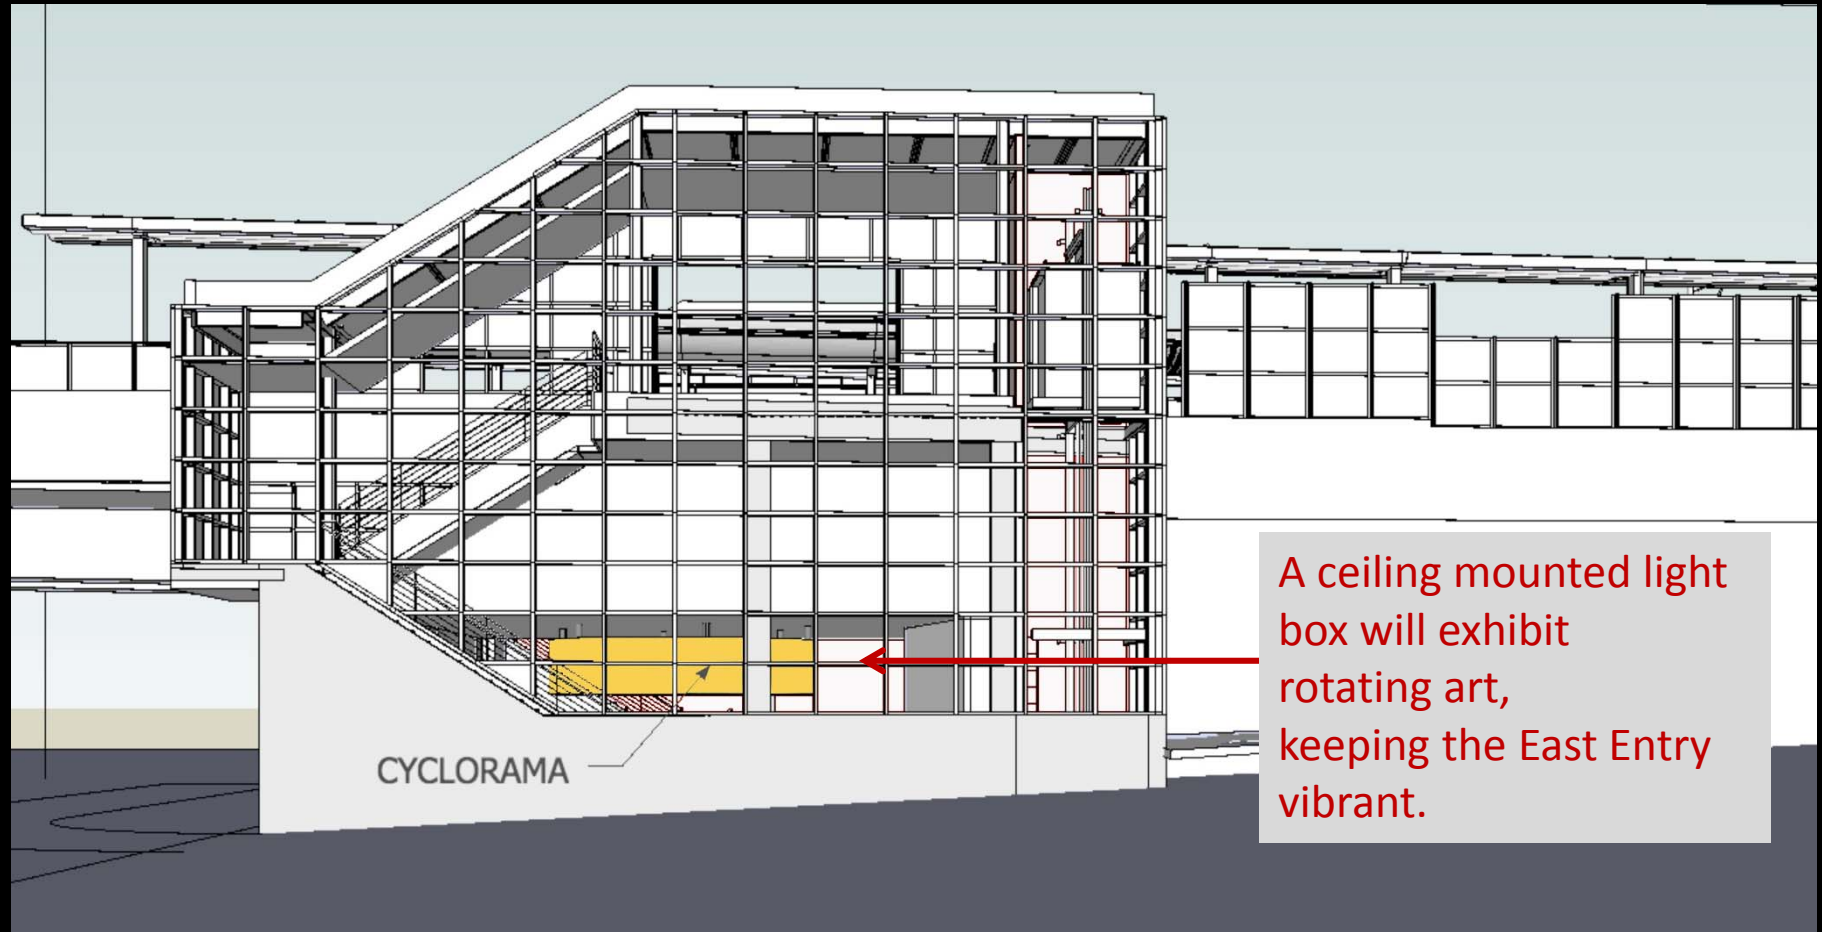 A ceiling mounted light
box will exhibit
rotating art,
keeping the East Entry
vibrant.
CYCLORAMA